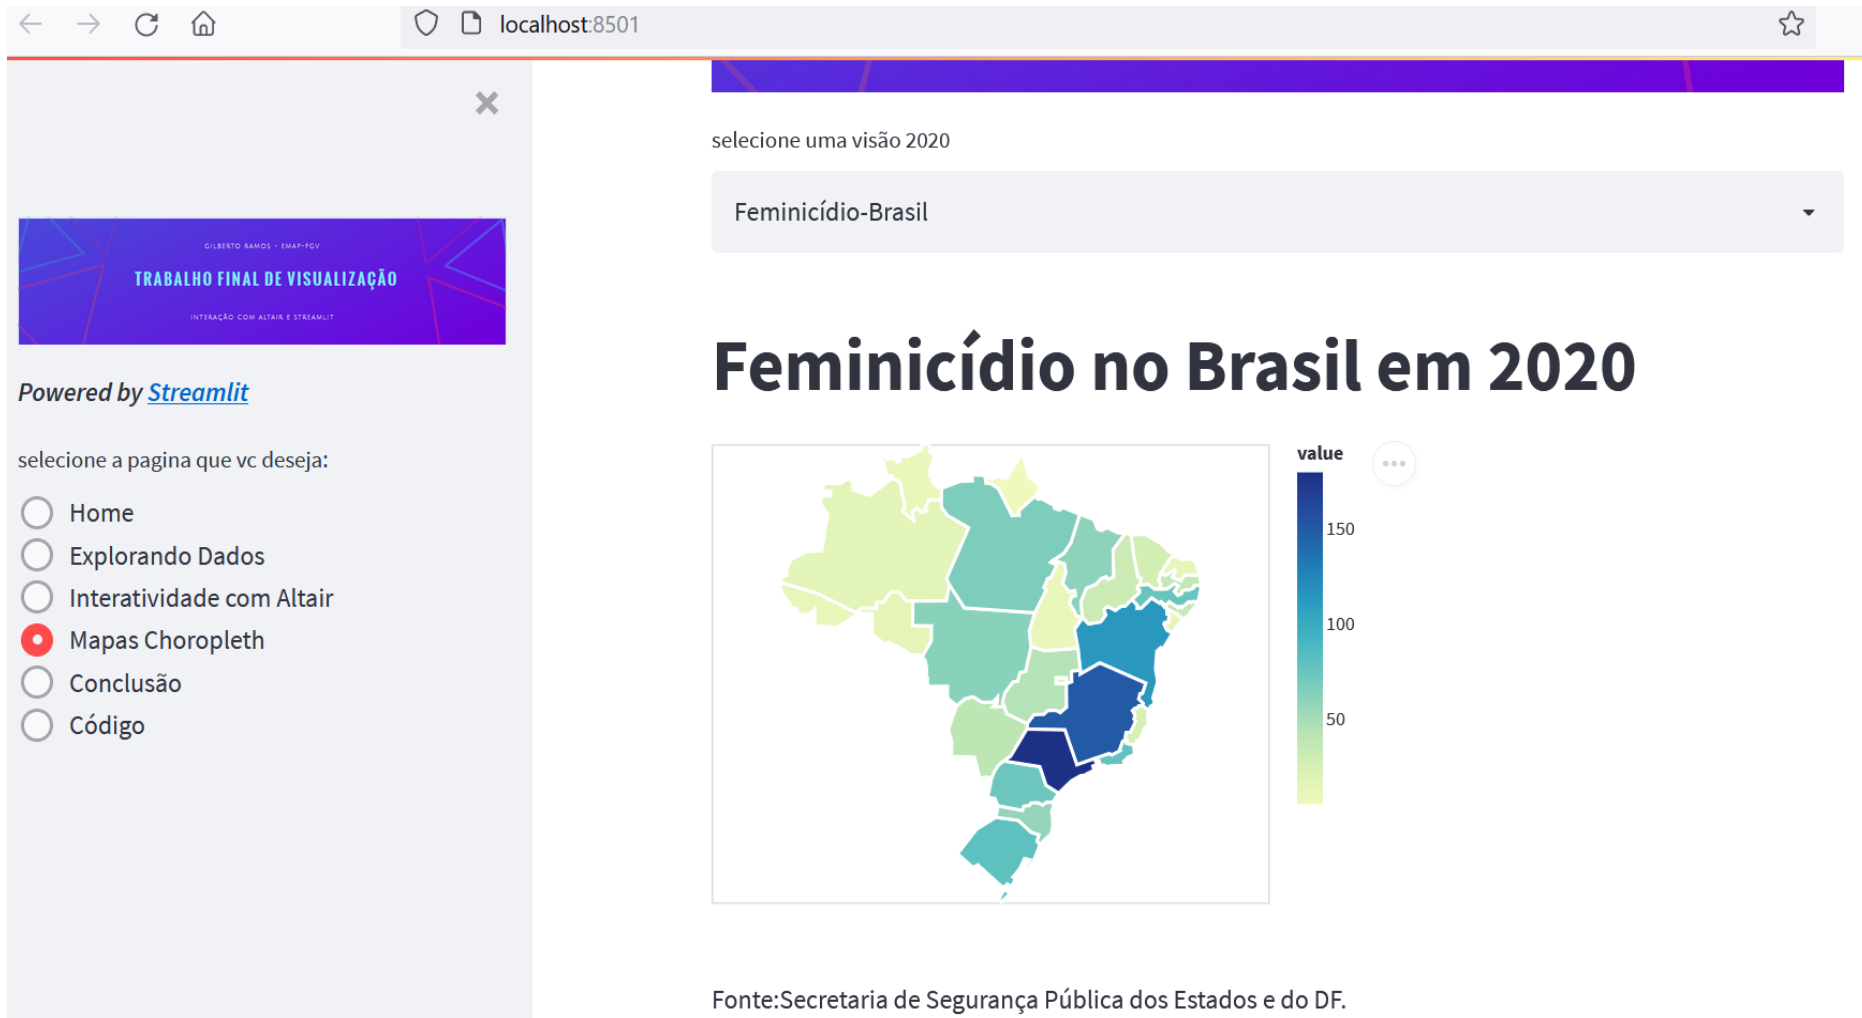 localhost:8501
GILBERTO RAMOS - EMAP-FGV
TRABALHO FINAL DE VISUALIZAÇÃO
INTERAÇÃO COM ALTAIR E STREAMLIT
Powered by Streamlit
selecione a pagina que vc deseja:
Home
Explorando Dados
Interatividade com Altair
Mapas Choropleth
Conclusão
Código
selecione uma visão 2020
Feminicídio-Brasil
Feminicídio no Brasil em 2020
value
150
100
50
Fonte:Secretaria de Segurança Pública dos Estados e do DF.